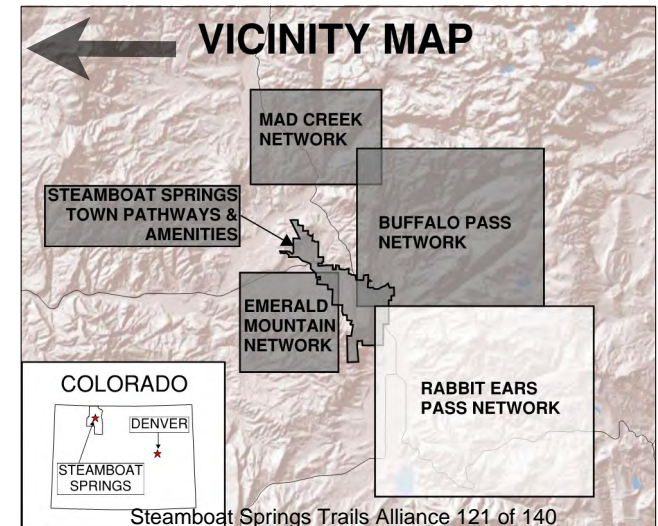 VICINITY MAP
MAD CREEK
NETWORK
STEAMBOAT SPRINGS
TOWN PATHWAYS &
AMENITIES
BUFFALO PASS
NETWORK
EMERALD
MOUNTAIN
NETWORK
RABBIT EARS
PASS NETWORK
COLORADO
DENVER
STEAMBOAT
SPRINGS
Steamboat Springs Trails Alliance 121 of 140